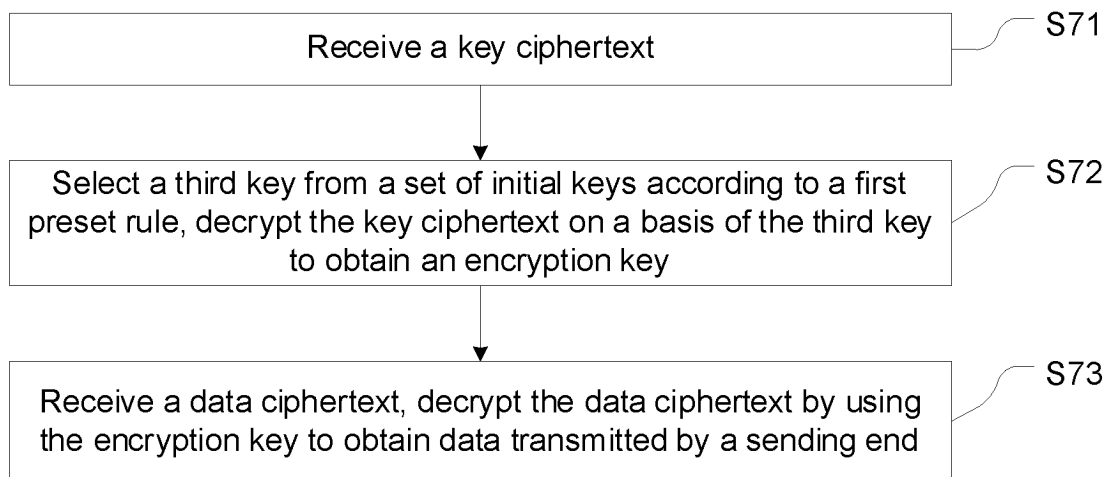 Receive a key ciphertext
S71
Select a third key from a set of initial keys according to a first
preset rule, decrypt the key ciphertext on a basis of the third key
to obtain an encryption key
S72
Receive a data ciphertext, decrypt the data ciphertext by using
the encryption key to obtain data transmitted by a sending end
S73